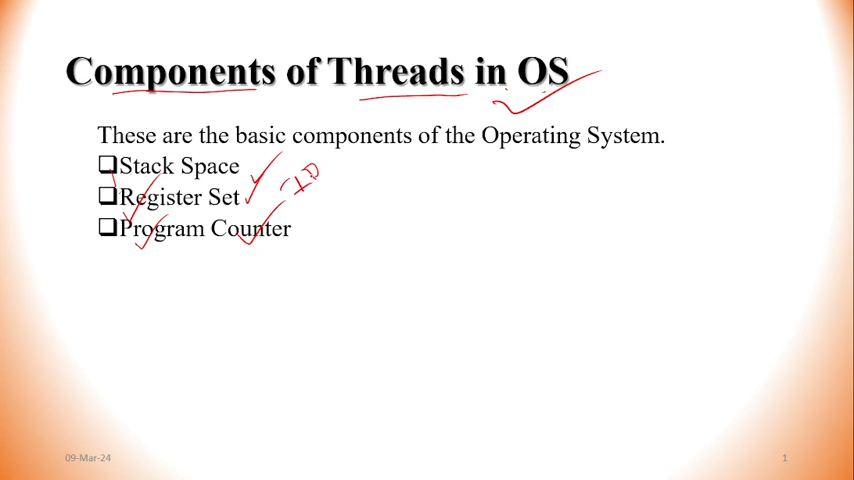 Components of Threads in OS
These are the basic components of the Operating System.
❑Stack Space
❑Register Set
ID
❑Program Counter
09-Mar-24
1